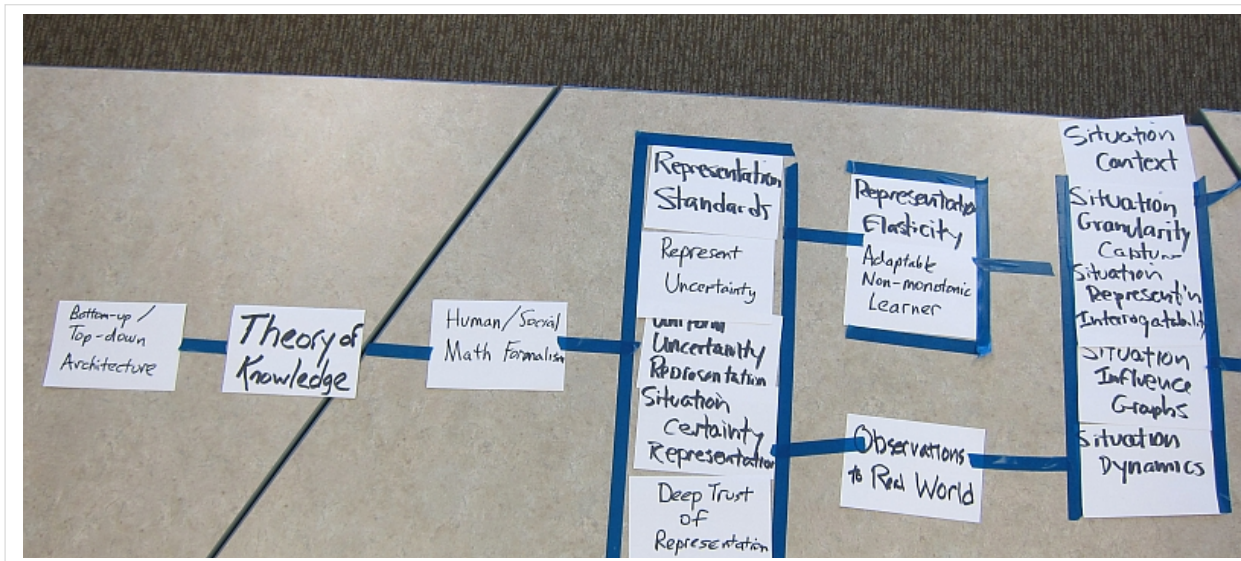 Bottom-up /
Top-down
Architecture
Theory of
Knowledge
Human/Social
Math Formalism
Representation
Standards
Represent
Uncertainty
Uniform
Uncertainty
Representation
Situation
Certainty
Representation
Deep Trust
of
Representation
Representation
Elasticity
Adaptable
Non-monotonic
Learner
Observations
to Real World
Situation
Context
Situation
Granularity
Capture
Situation
Represent'n
Interrogatability
Situation
Influence
Graphs
Situation
Dynamics